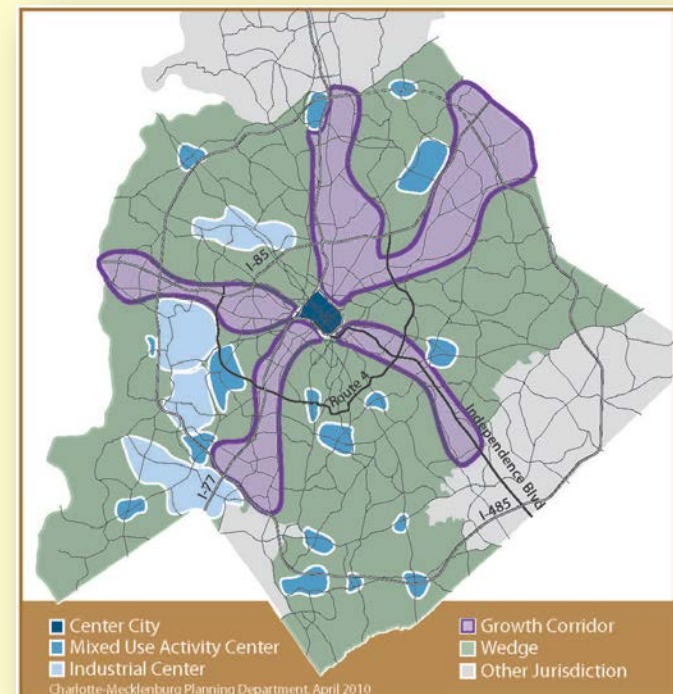 I-85
Route 4
Independence Blvd
I-77
I-485
Center City
Mixed Use Activity Center
Industrial Center
Growth Corridor
Wedge
Other Jurisdiction
Charlotte-Mecklenburg Planning Department, April 2010